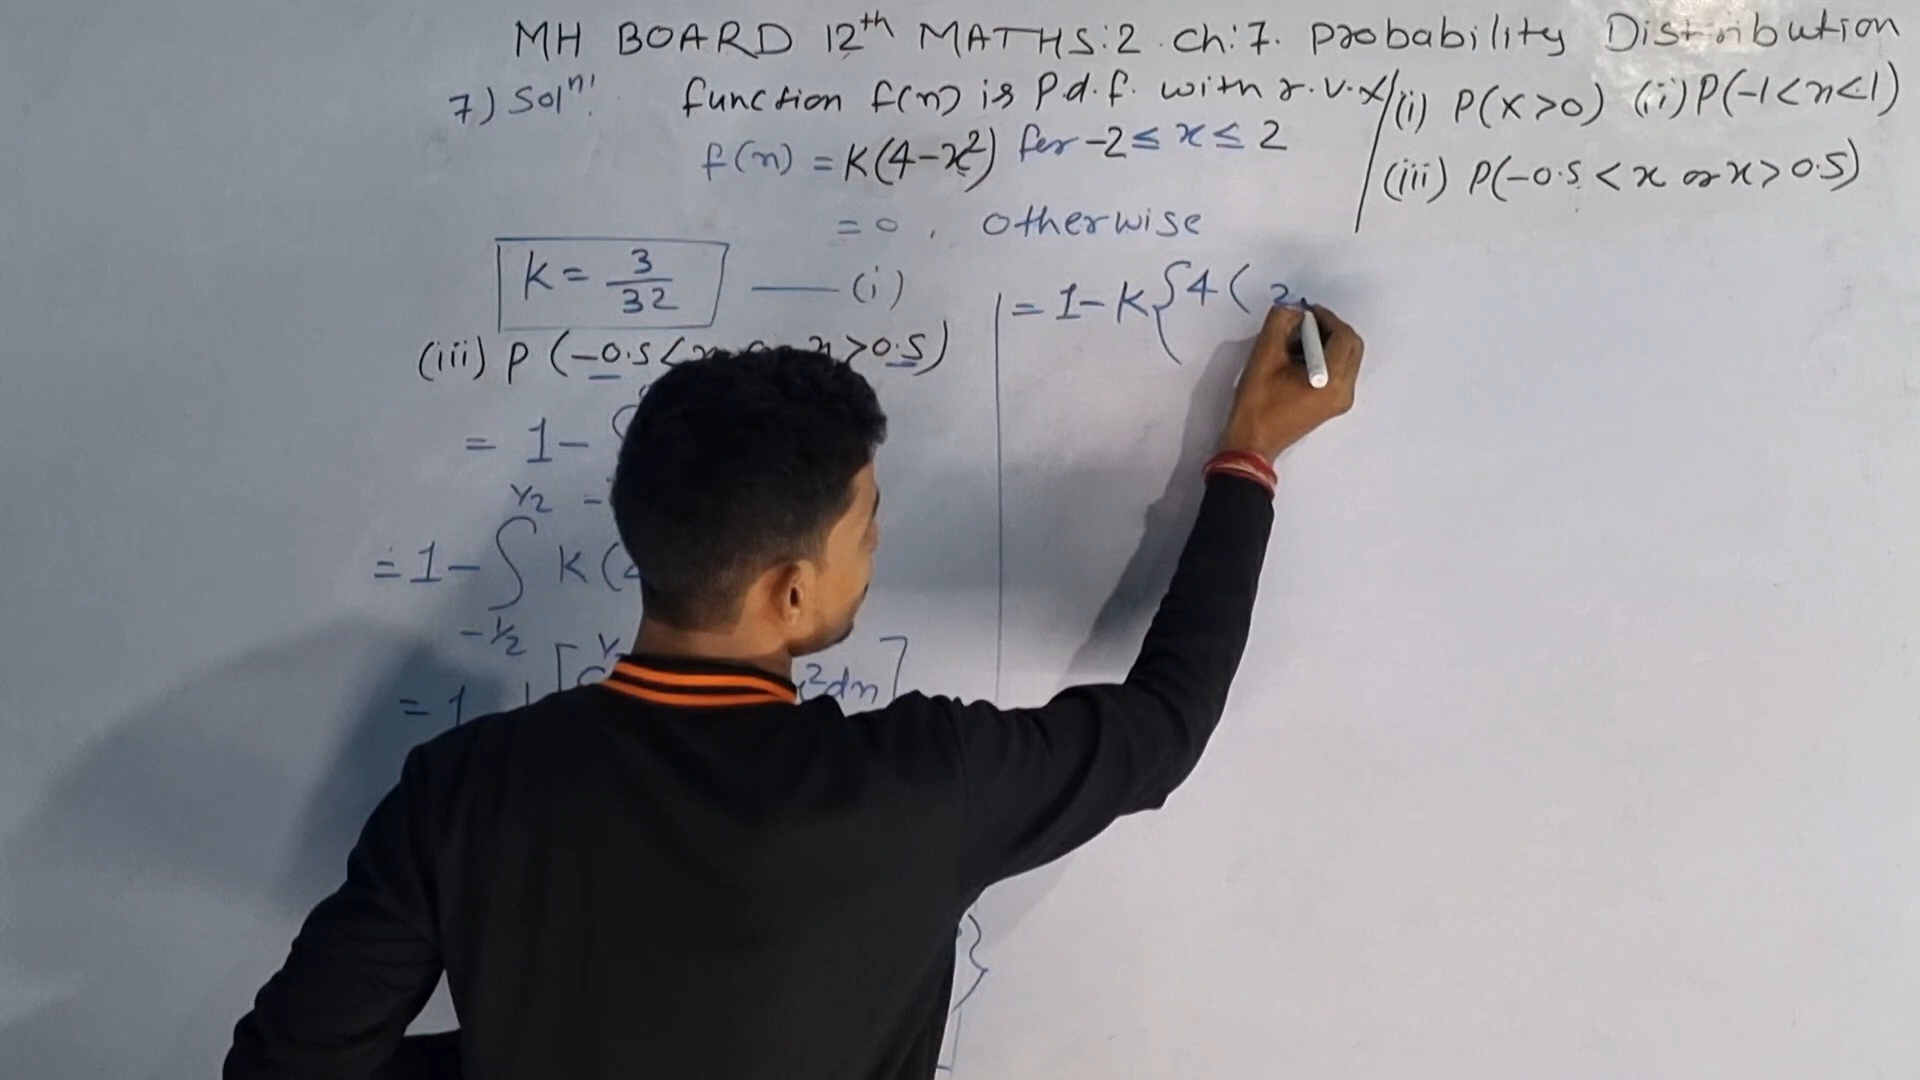 MH BOARD 12th MATHS:2. Ch:7. Probability Distribution
7) Soln: function f(n) is P.d.f. with r.v.X
f(n) = K(4-x²) for -2 ≤ x ≤ 2
= 0, otherwise
(i) P(X>0) (ii) P(-1<n<1)
(iii) P(-0.5 < x or x > 0.5)
K = 3/32 —— (i)
(iii) P(-0.5< n>0.5)
= 1-
1/2
= 1- ∫ K(4
-1/2
= 1 [ ²dn]
}
= 1-K{4(